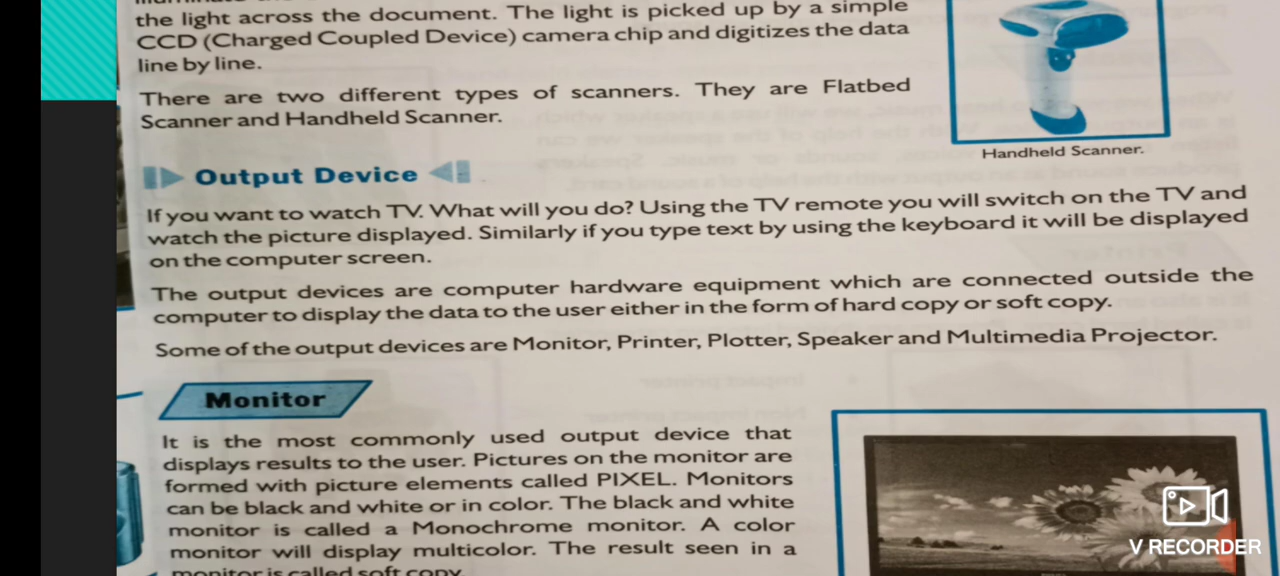 the light across the document. The light is picked up by a simple
CCD (Charged Coupled Device) camera chip and digitizes the data
line by line.
There are two different types of scanners. They are Flatbed
Scanner and Handheld Scanner.
Handheld Scanner.
Output Device
If you want to watch TV. What will you do? Using the TV remote you will switch on the TV and
watch the picture displayed. Similarly if you type text by using the keyboard it will be displayed
on the computer screen.
The output devices are computer hardware equipment which are connected outside the
computer to display the data to the user either in the form of hard copy or soft copy.
Some of the output devices are Monitor, Printer, Plotter, Speaker and Multimedia Projector.
Monitor
It is the most commonly used output device that
displays results to the user. Pictures on the monitor are
formed with picture elements called PIXEL. Monitors
can be black and white or in color. The black and white
monitor is called a Monochrome monitor. A color
monitor will display multicolor. The result seen in a
monitor is called soft copy.
V RECORDER